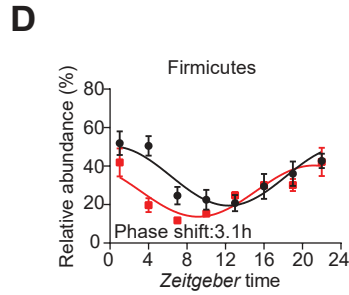 D
Firmicutes
Relative abundance (%)
80
60
40
20
0
Phase shift:3.1h
0 4 8 12 16 20 24
Zeitgeber time